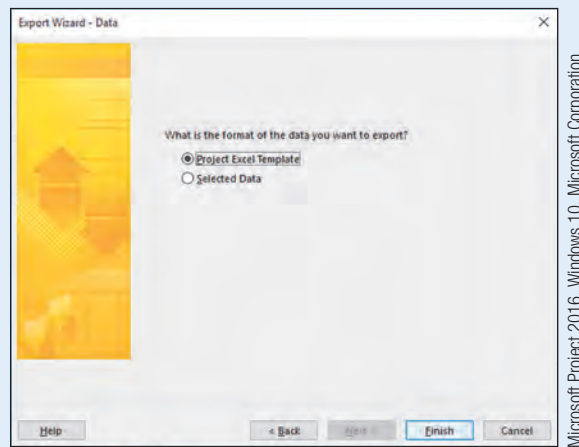 Export Wizard - Data
What is the format of the data you want to export?
Project Excel Template
Selected Data
Help
< Back
Next >
Finish
Cancel
Microsoft Project 2016, Windows 10, Microsoft Corporation